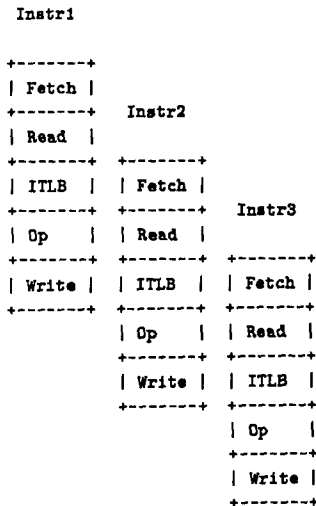 Instr1
+-------+
| Fetch |
+-------+ Instr2
| Read |
+-------+ +-------+
| ITLB | | Fetch |
+-------+ +-------+ Instr3
| Op | | Read |
+-------+ +-------+ +-------+
| Write | | ITLB | | Fetch |
+-------+ +-------+ +-------+
| Op | | Read |
+-------+ +-------+
| Write | | ITLB |
+-------+ +-------+
| Op |
+-------+
| Write |
+-------+